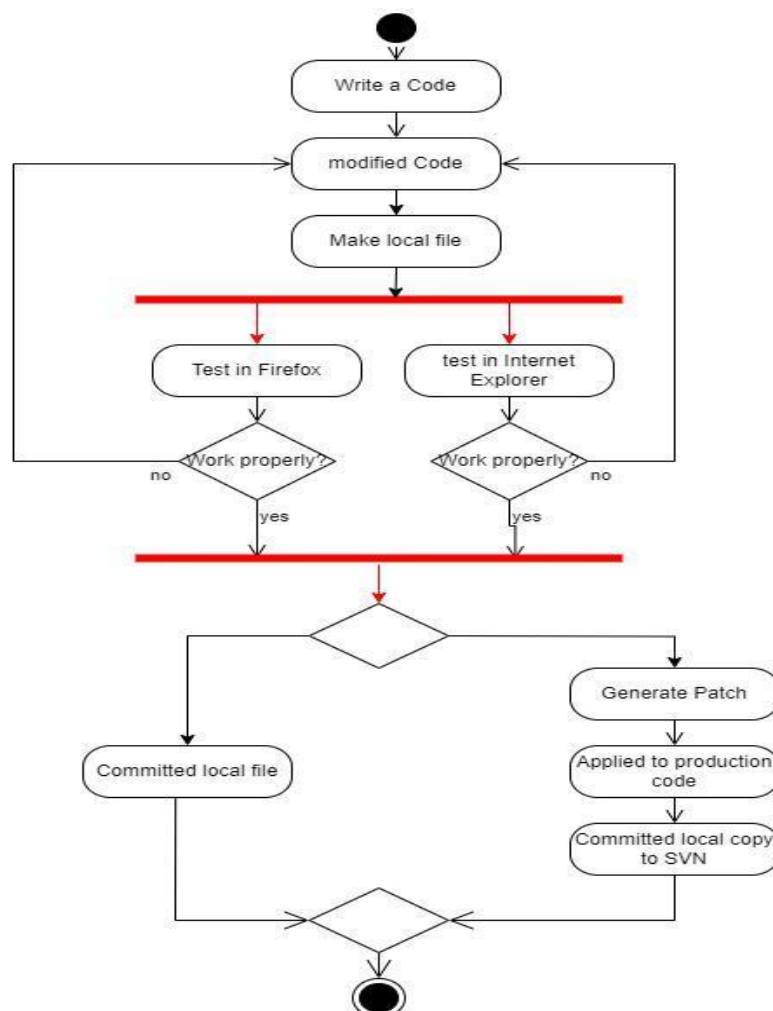 Write a Code
modified Code
Make local file
Test in Firefox
test in Internet
Explorer
Work properly?
no
yes
Work properly?
no
yes
Generate Patch
Committed local file
Applied to production
code
Committed local copy
to SVN